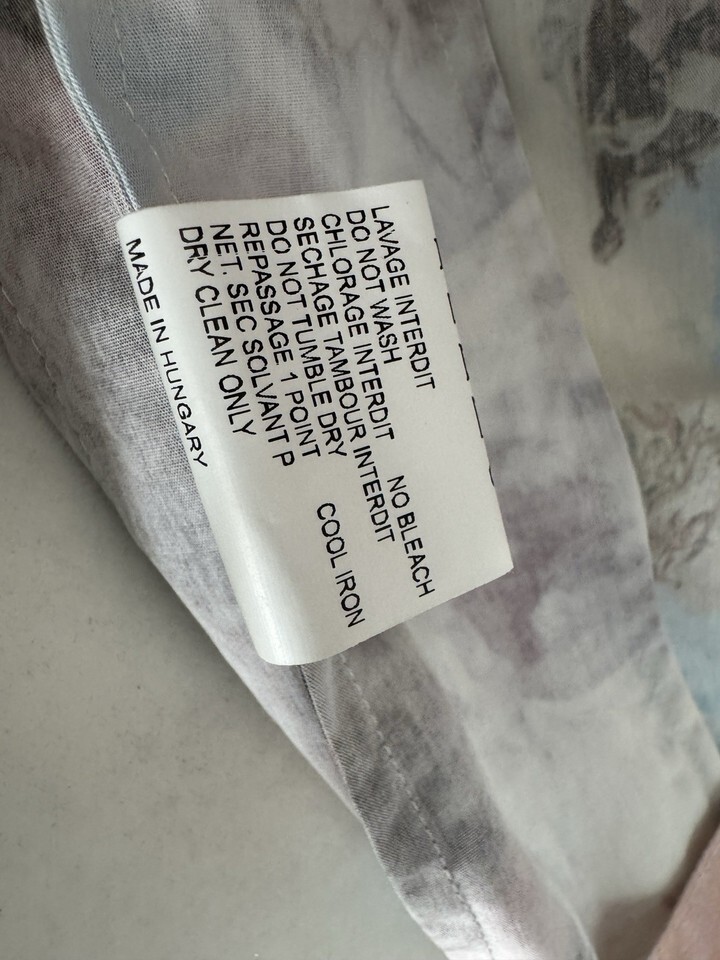 LAVAGE INTERDIT
DO NOT WASH
CHLORAGE INTERDIT NO BLEACH
SECHAGE TAMBOUR INTERDIT
DO NOT TUMBLE DRY
REPASSAGE 1 POINT COOL IRON
NET. SEC SOLVANT P
DRY CLEAN ONLY
MADE IN HUNGARY